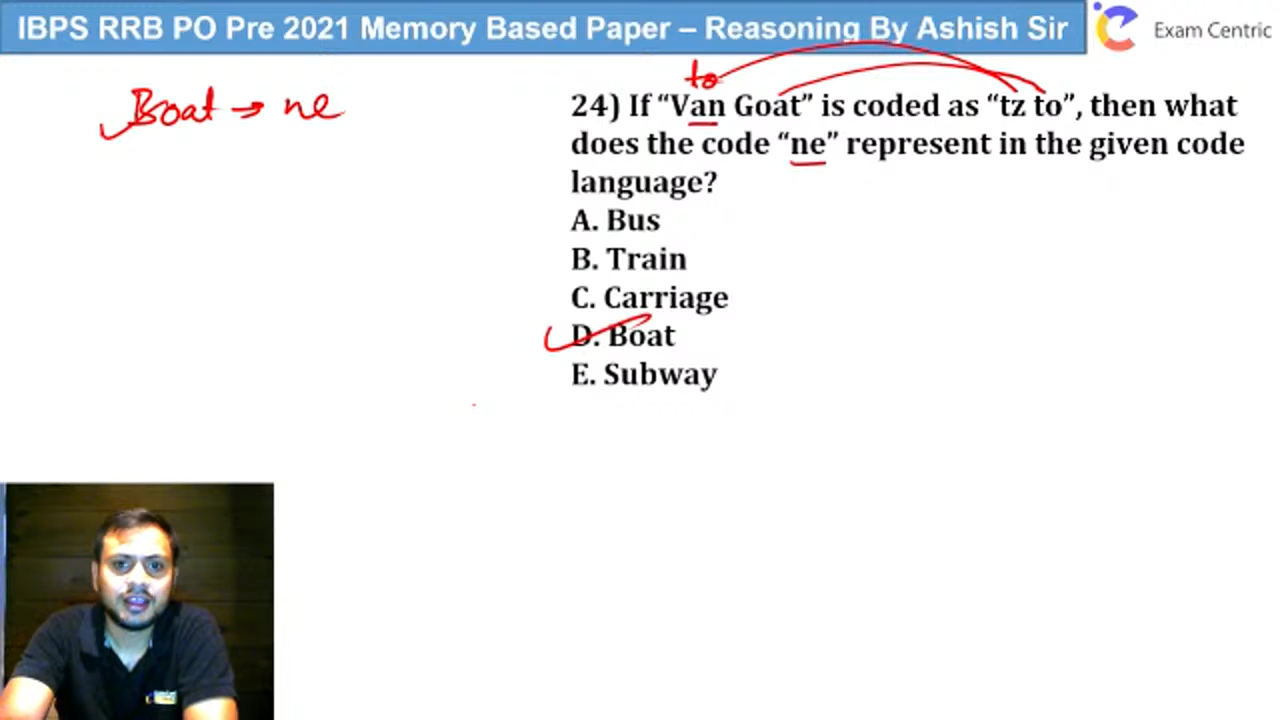 IBPS RRB PO Pre 2021 Memory Based Paper – Reasoning By Ashish Sir
Exam Centric
Boat → ne
to
24) If “Van Goat” is coded as “tz to”, then what
does the code “ne” represent in the given code
language?
A. Bus
B. Train
C. Carriage
D. Boat
E. Subway